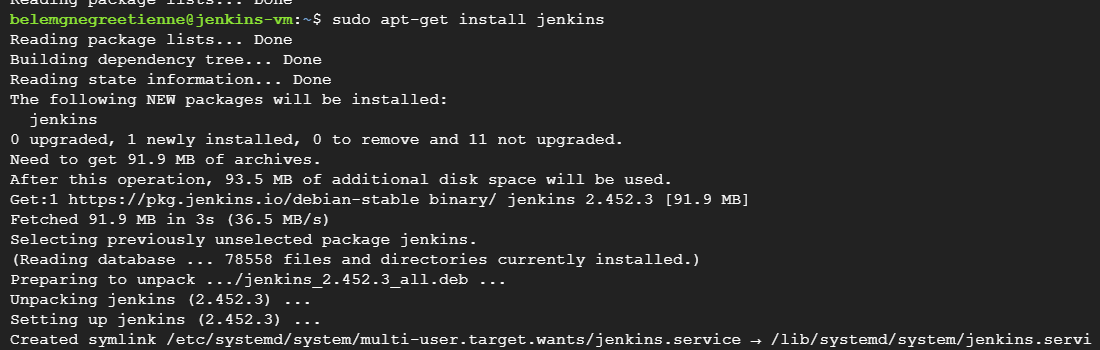 Reading package lists... Done
belemgnegreetienne@jenkins-vm:~$ sudo apt-get install jenkins
Reading package lists... Done
Building dependency tree... Done
Reading state information... Done
The following NEW packages will be installed:
  jenkins
0 upgraded, 1 newly installed, 0 to remove and 11 not upgraded.
Need to get 91.9 MB of archives.
After this operation, 93.5 MB of additional disk space will be used.
Get:1 https://pkg.jenkins.io/debian-stable binary/ jenkins 2.452.3 [91.9 MB]
Fetched 91.9 MB in 3s (36.5 MB/s)
Selecting previously unselected package jenkins.
(Reading database ... 78558 files and directories currently installed.)
Preparing to unpack .../jenkins_2.452.3_all.deb ...
Unpacking jenkins (2.452.3) ...
Setting up jenkins (2.452.3) ...
Created symlink /etc/systemd/system/multi-user.target.wants/jenkins.service → /lib/systemd/system/jenkins.servi